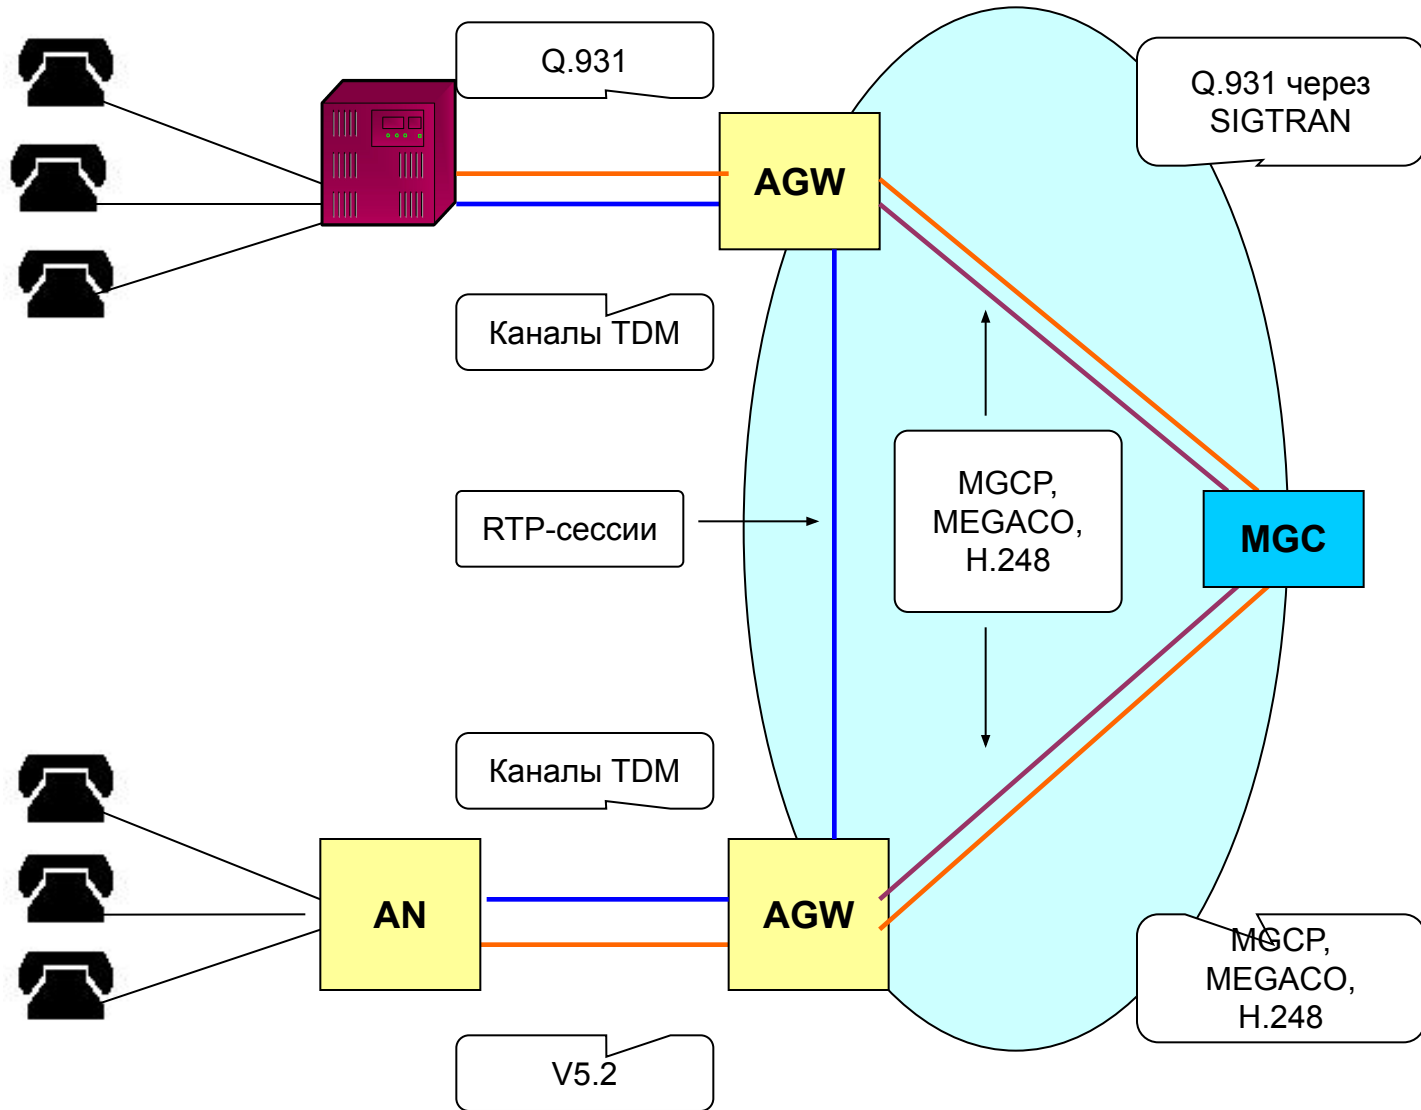 Q.931
Q.931 через
SIGTRAN
AGW
Каналы TDM
MGCP,
MEGACO,
H.248
RTP-сессии
MGC
Каналы TDM
AN
AGW
MGCP,
MEGACO,
H.248
V5.2